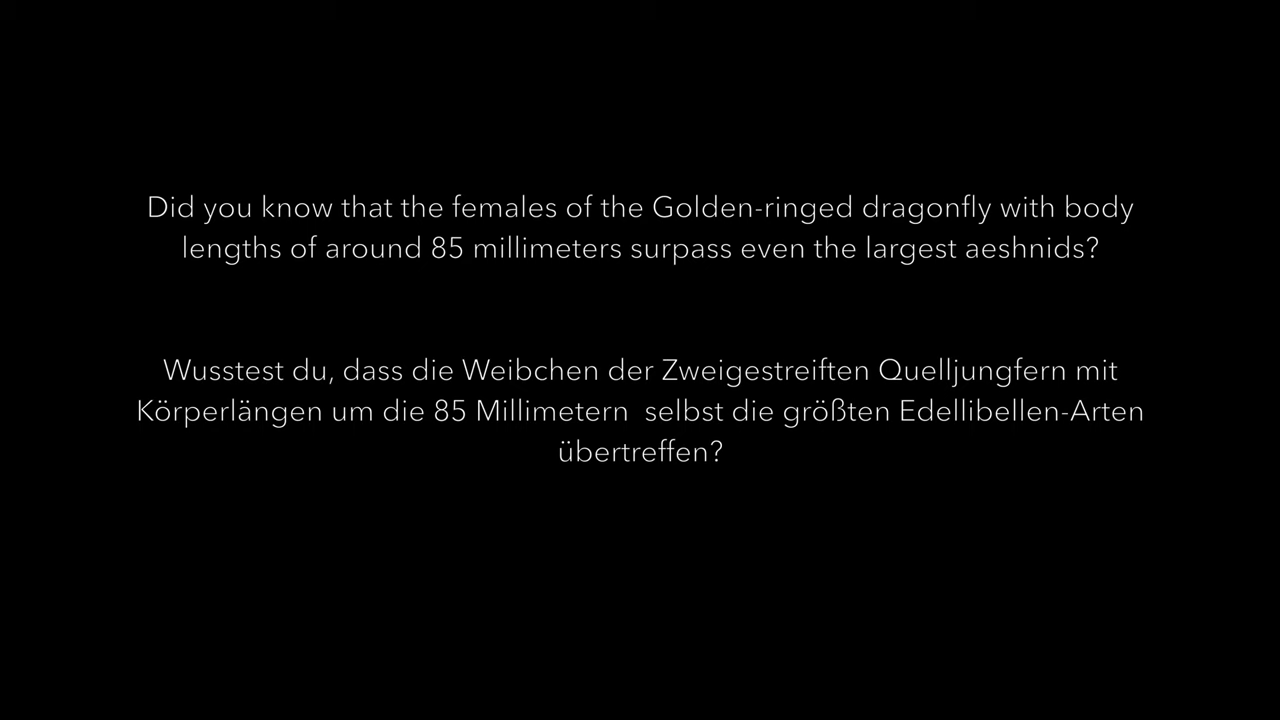 Did you know that the females of the Golden-ringed dragonfly with body
lengths of around 85 millimeters surpass even the largest aeshnids?
Wusstest du, dass die Weibchen der Zweigestreiften Quelljungfern mit
Körperlängen um die 85 Millimetern  selbst die größten Edellibellen-Arten
übertreffen?